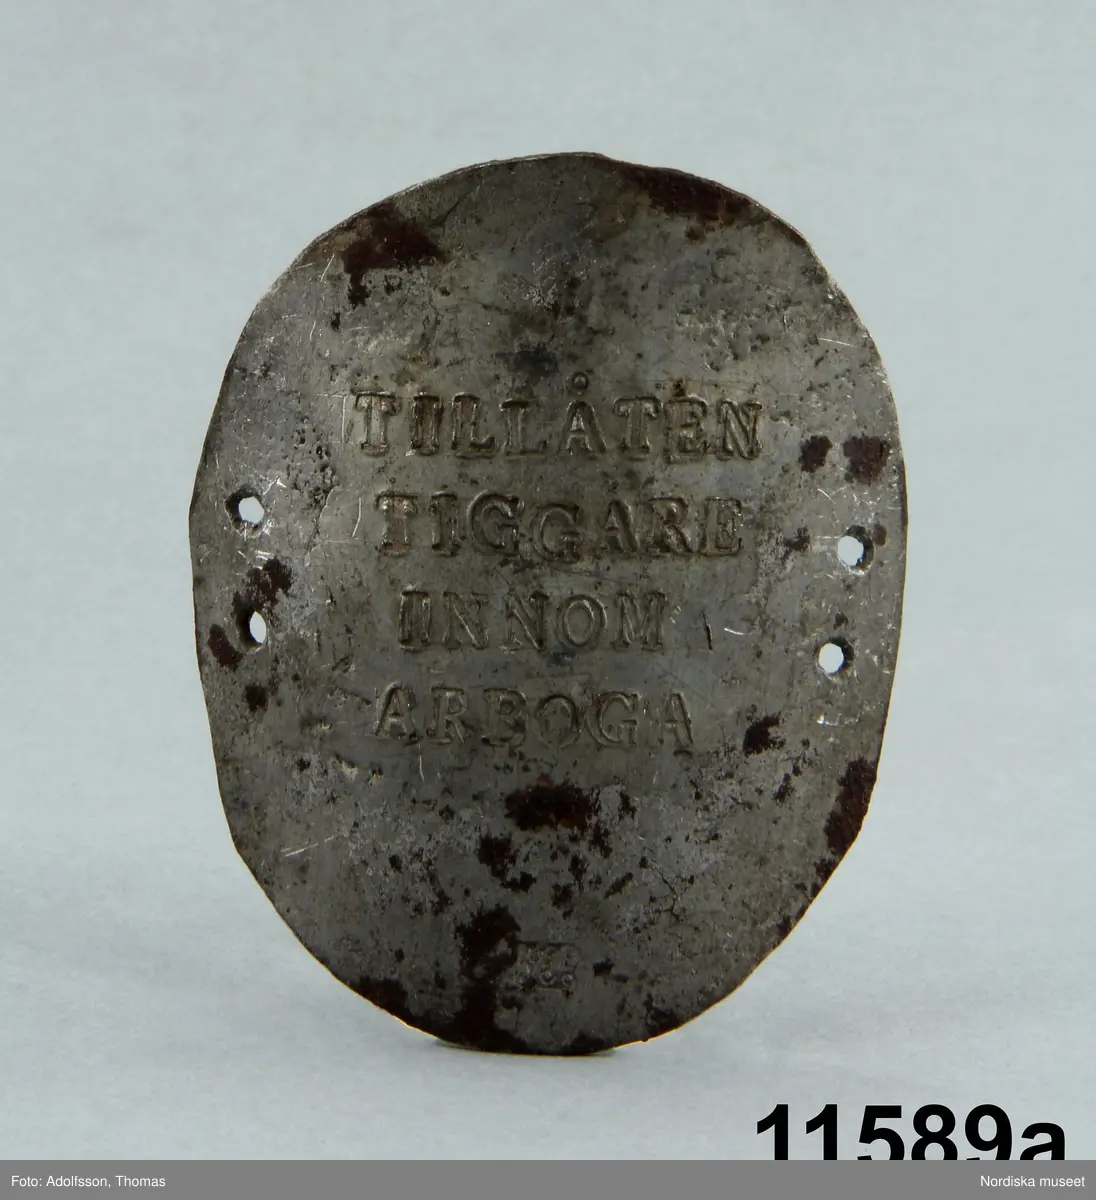 TILLÅTEN
TIGGARE
INNOM
ARBOGA
11589a
Foto: Adolfsson, Thomas
Nordiska museet